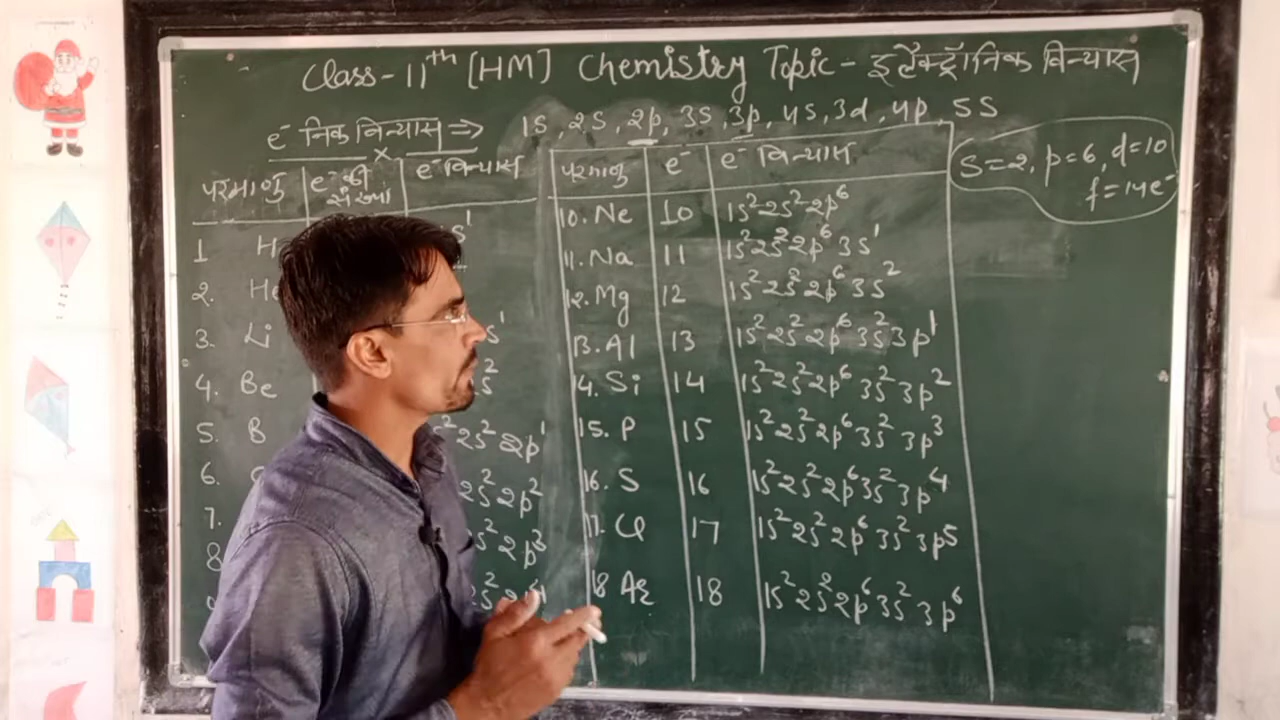 Class - 11th [HM] Chemistry Topic - इलेक्ट्रॉनिक विन्यास
e⁻ निक विन्यास ⇒ 1s, 2s, 2p, 3s, 3p, 4s, 3d, 4p, 5s
s=2, p=6, d=10
f=14e⁻
परमाणु e⁻ की संख्या e⁻ विन्यास
1 H s¹
2. He
3. Li s¹
4. Be s²
5. B ² 2s² 2p¹
6. 2s² 2p²
7. s² 2p³
8 2s² 2p⁴
परमाणु e⁻ e⁻ विन्यास
10. Ne 10 1s² 2s² 2p⁶
11. Na 11 1s² 2s² 2p⁶ 3s¹
12. Mg 12 1s² 2s² 2p⁶ 3s²
13. Al 13 1s² 2s² 2p⁶ 3s² 3p¹
14. Si 14 1s² 2s² 2p⁶ 3s² 3p²
15. P 15 1s² 2s² 2p⁶ 3s² 3p³
16. S 16 1s² 2s² 2p⁶ 3s² 3p⁴
17. Cl 17 1s² 2s² 2p⁶ 3s² 3p⁵
18 Ar 18 1s² 2s² 2p⁶ 3s² 3p⁶